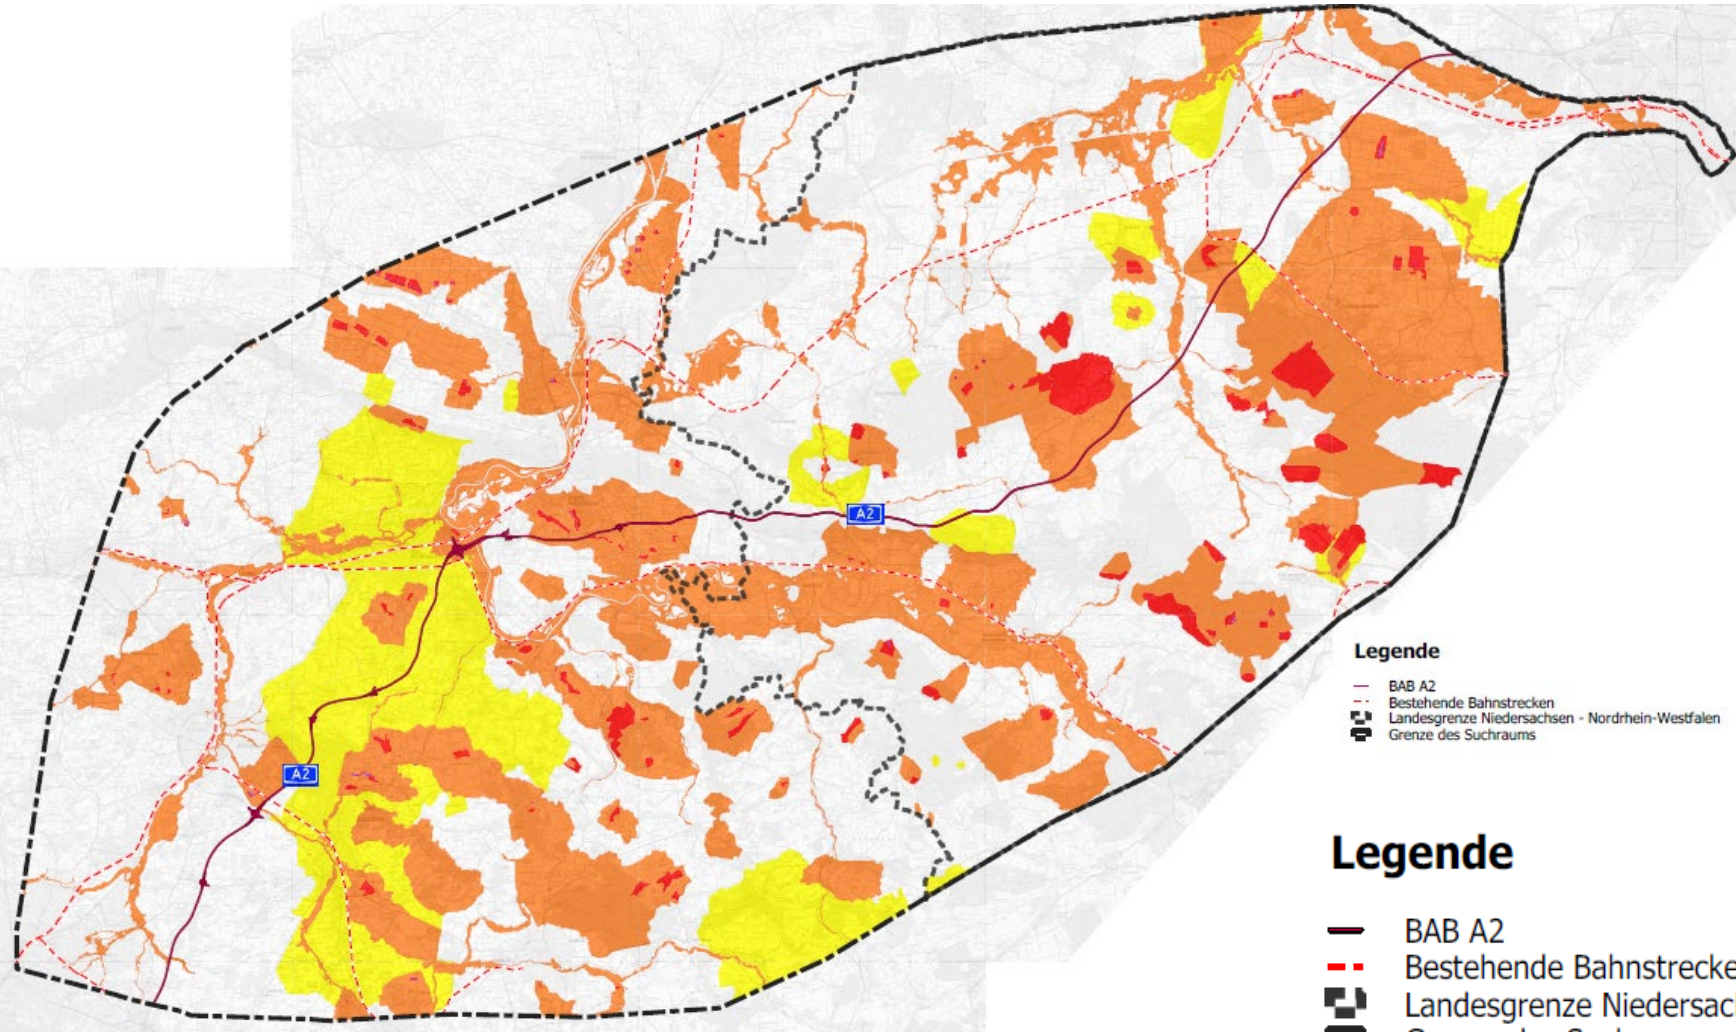 A2
A2
Legende
BAB A2
Bestehende Bahnstrecken
Landesgrenze Niedersachsen - Nordrhein-Westfalen
Grenze des Suchraums
Legende
BAB A2
Bestehende Bahnstrecke
Landesgrenze Niedersac